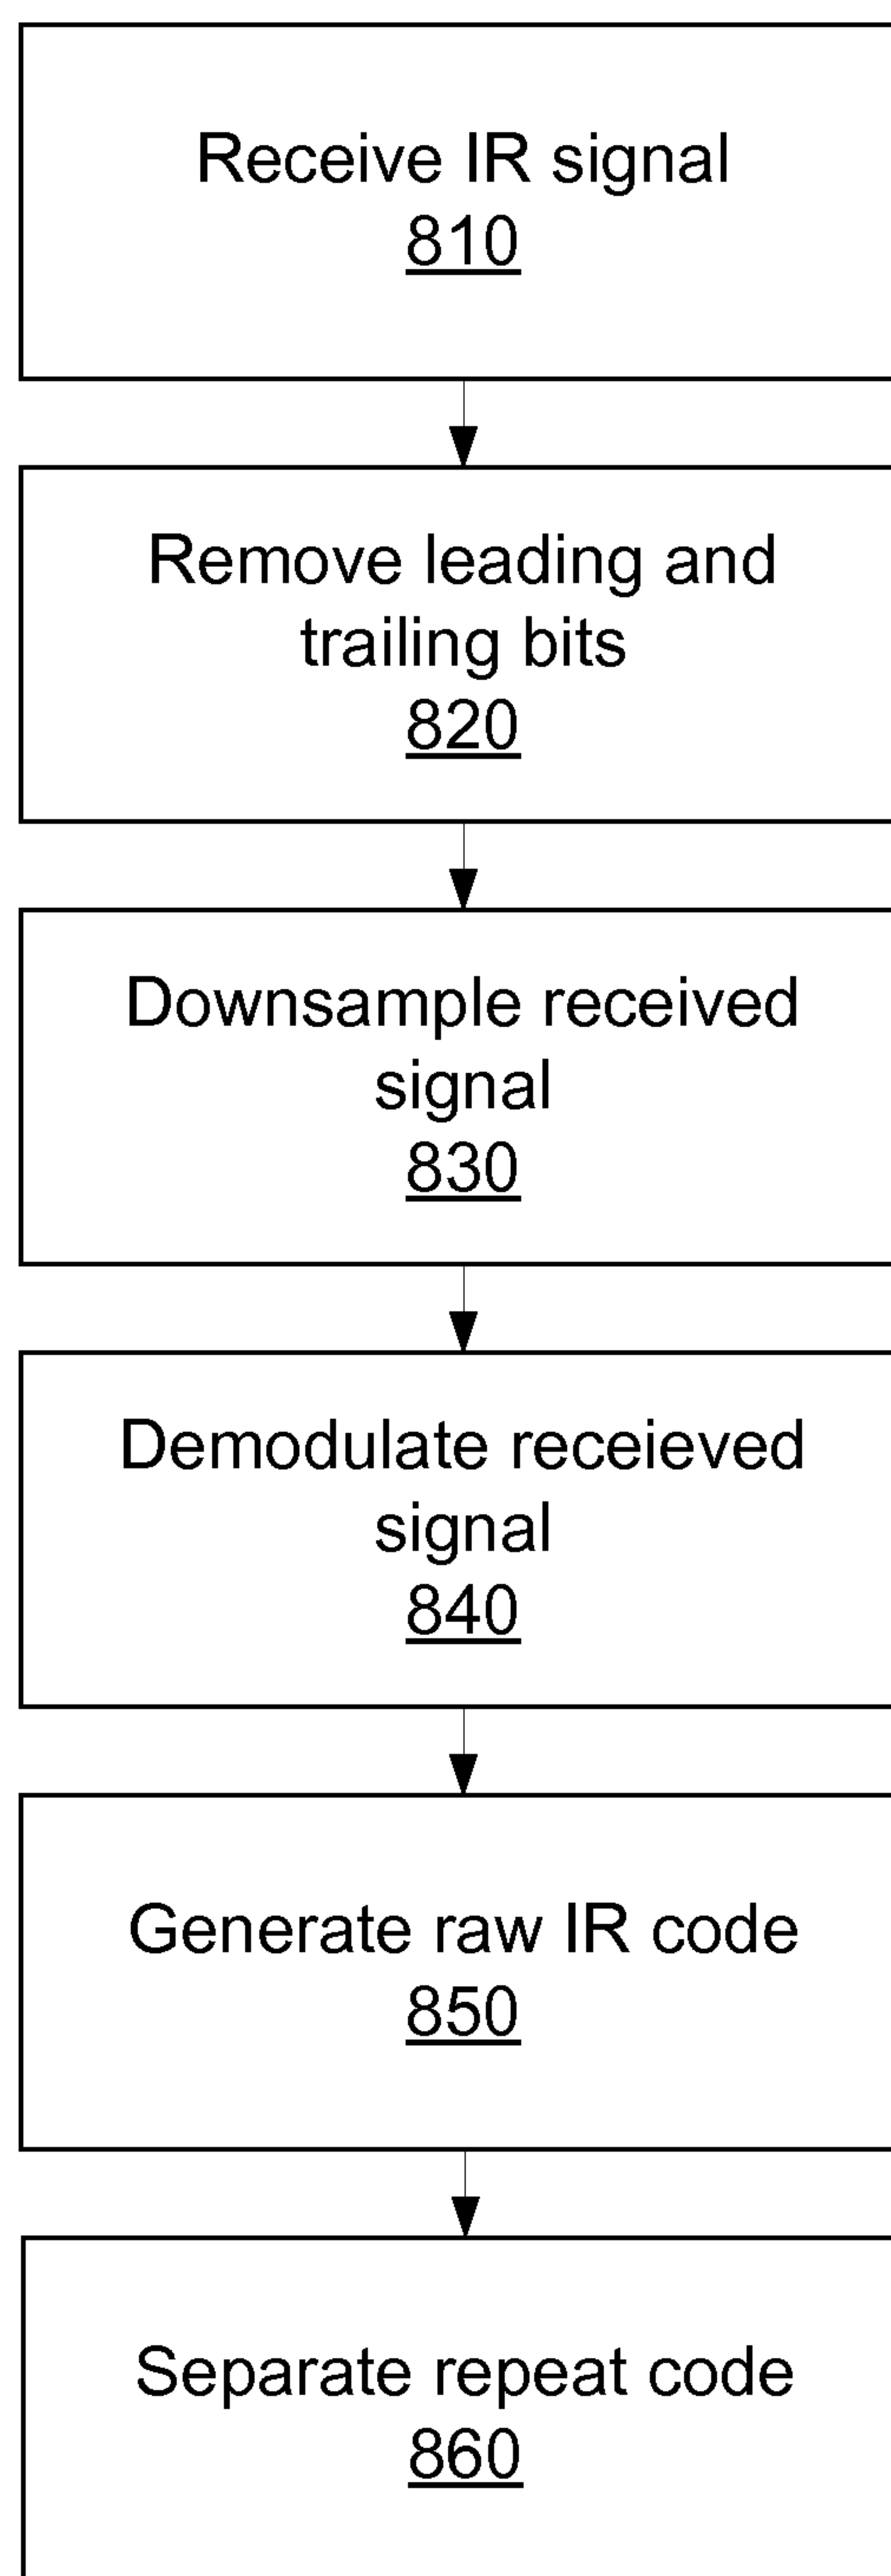 Receive IR signal
810
Remove leading and
trailing bits
820
Downsample received
signal
830
Demodulate receieved
signal
840
Generate raw IR code
850
Separate repeat code
860